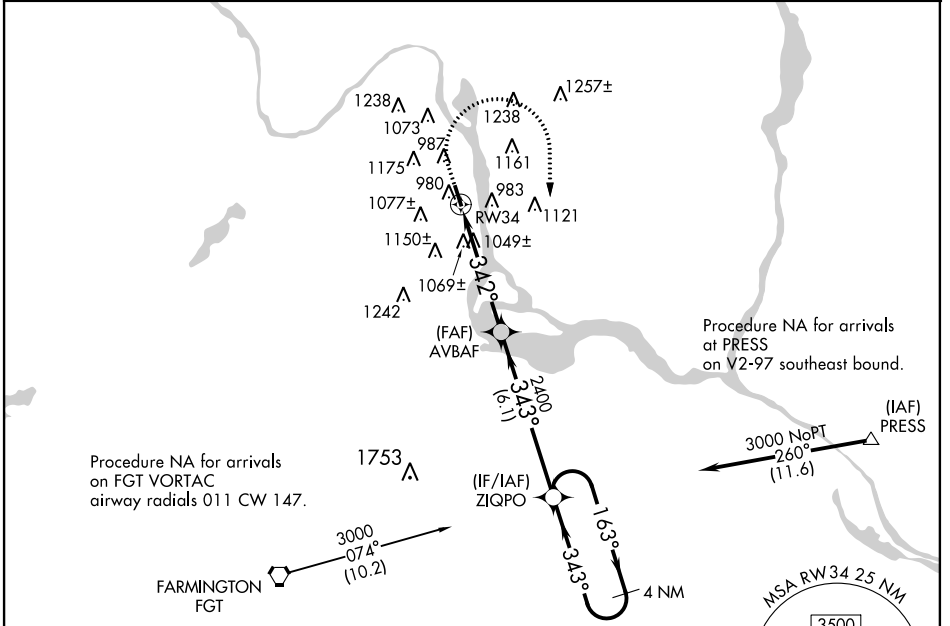 1238
1073
1238
1257±
987
1175
1161
980
983
1077±
RW34
1121
1150±
1049±
1069±
342°
1242
(FAF)
AVBAF
Procedure NA for arrivals
at PRESS
on V2-97 southeast bound.
2400
343°
(6.1)
(IAF)
PRESS
3000 NoPT
260°
(11.6)
Procedure NA for arrivals
on FGT VORTAC
airway radials 011 CW 147.
1753
(IF/IAF)
ZIQPO
163°
343°
4 NM
3000
074°
(10.2)
FARMINGTON
FGT
MSA RW34 25 NM
3500